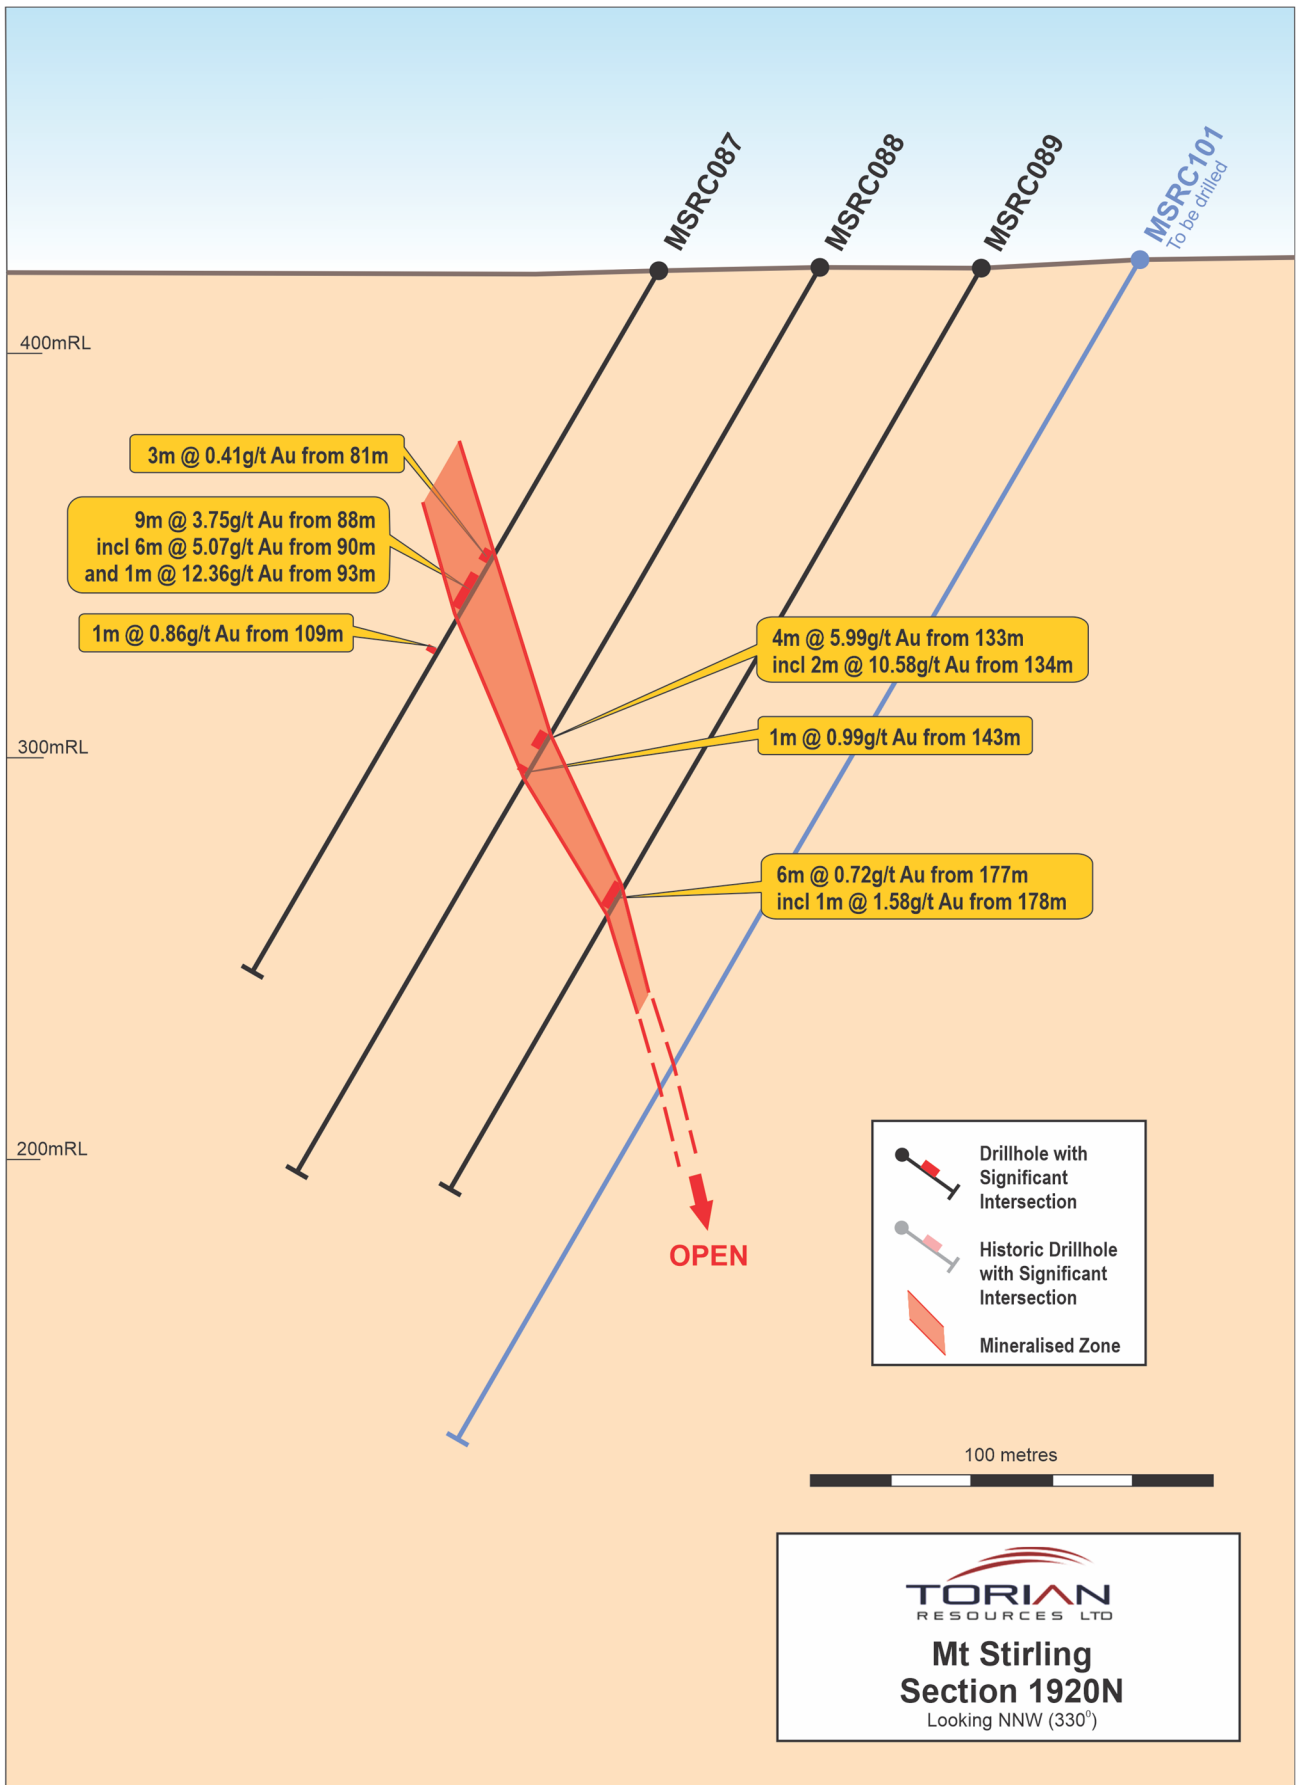 MSRC087
MSRC088
MSRC089
MSRC101
To be drilled
400mRL
3m @ 0.41g/t Au from 81m
9m @ 3.75g/t Au from 88m
incl 6m @ 5.07g/t Au from 90m
and 1m @ 12.36g/t Au from 93m
1m @ 0.86g/t Au from 109m
4m @ 5.99g/t Au from 133m
incl 2m @ 10.58g/t Au from 134m
300mRL
1m @ 0.99g/t Au from 143m
6m @ 0.72g/t Au from 177m
incl 1m @ 1.58g/t Au from 178m
200mRL
OPEN
Drillhole with
Significant
Intersection
Historic Drillhole
with Significant
Intersection
Mineralised Zone
100 metres
TORIAN
RESOURCES LTD
Mt Stirling
Section 1920N
Looking NNW (330⁰)